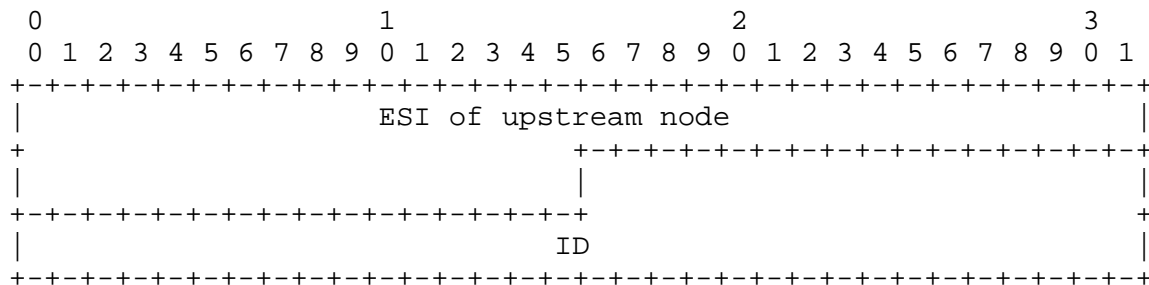 0                   1                   2                   3
0 1 2 3 4 5 6 7 8 9 0 1 2 3 4 5 6 7 8 9 0 1 2 3 4 5 6 7 8 9 0 1
+-+-+-+-+-+-+-+-+-+-+-+-+-+-+-+-+-+-+-+-+-+-+-+-+-+-+-+-+-+-+-+-+
|                    ESI of upstream node                       |
+                               +-+-+-+-+-+-+-+-+-+-+-+-+-+-+-+-+
|                               |                               |
+-+-+-+-+-+-+-+-+-+-+-+-+-+-+-+-+                               +
|                              ID                               |
+-+-+-+-+-+-+-+-+-+-+-+-+-+-+-+-+-+-+-+-+-+-+-+-+-+-+-+-+-+-+-+-+